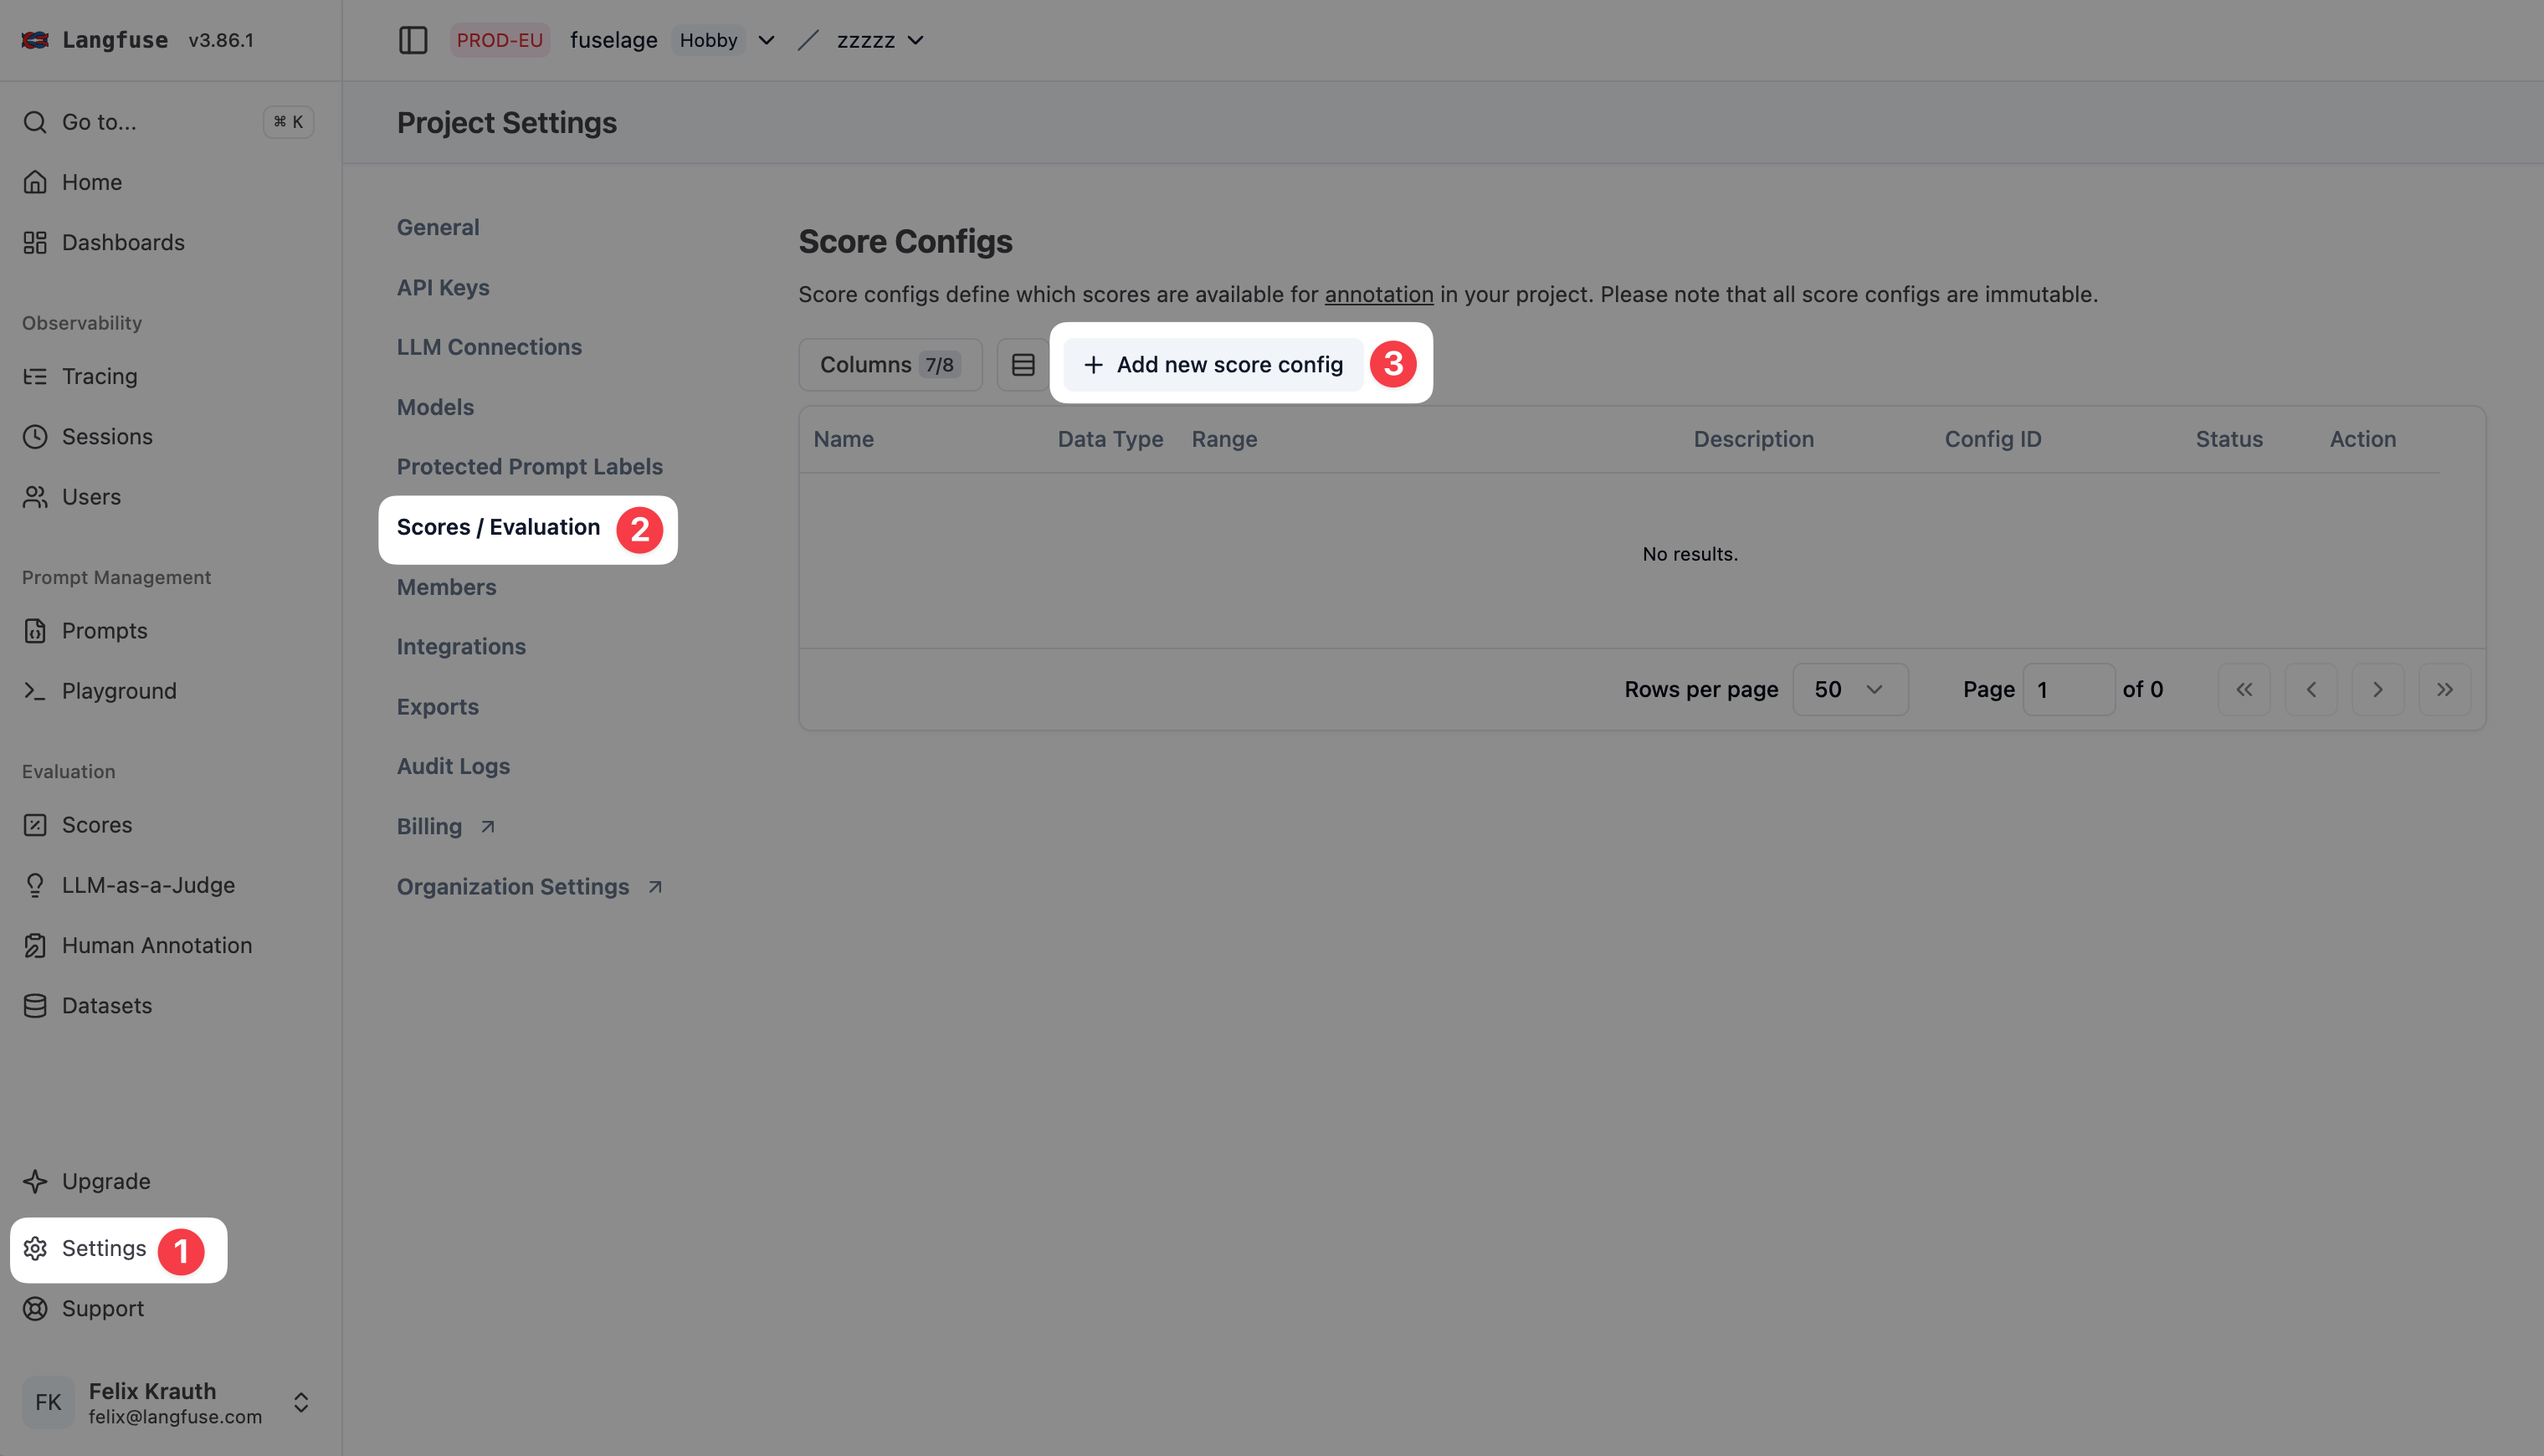 Langfuse v3.86.1
PROD-EU fuselage Hobby / zzzzz
Go to... ⌘ K
Home
Dashboards
Observability
Tracing
Sessions
Users
Prompt Management
Prompts
Playground
Evaluation
Scores
LLM-as-a-Judge
Human Annotation
Datasets
Upgrade
Settings 1
Support
FK
Felix Krauth
felix@langfuse.com
Project Settings
General
API Keys
LLM Connections
Models
Protected Prompt Labels
Scores / Evaluation 2
Members
Integrations
Exports
Audit Logs
Billing
Organization Settings
Score Configs
Score configs define which scores are available for annotation in your project. Please note that all score configs are immutable.
Columns 7/8
+ Add new score config 3
Name Data Type Range Description Config ID Status Action
No results.
Rows per page 50 Page 1 of 0